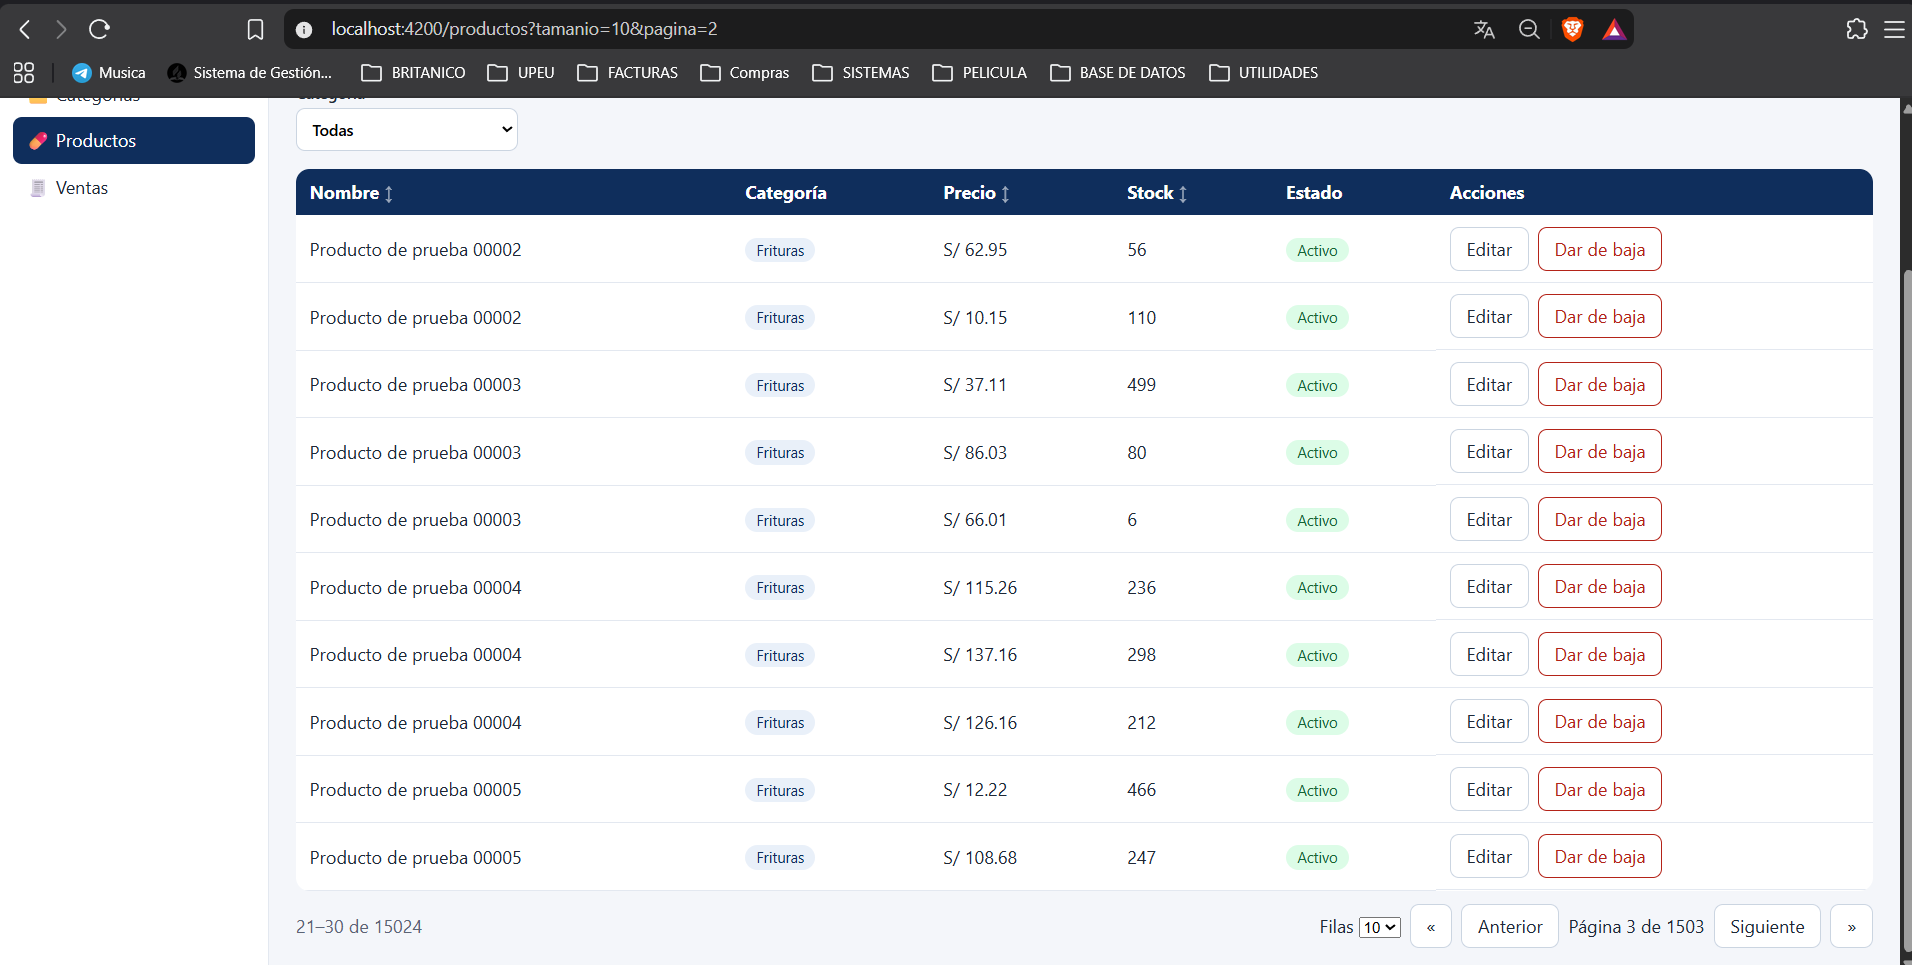 localhost:4200/productos?tamanio=10&pagina=2
Musica Sistema de Gestión... BRITANICO UPEU FACTURAS Compras SISTEMAS PELICULA BASE DE DATOS UTILIDADES
Categorías
Productos
Ventas
Categoría
Todas
Nombre Categoría Precio Stock Estado Acciones
Producto de prueba 00002 Frituras S/ 62.95 56 Activo Editar Dar de baja
Producto de prueba 00002 Frituras S/ 10.15 110 Activo Editar Dar de baja
Producto de prueba 00003 Frituras S/ 37.11 499 Activo Editar Dar de baja
Producto de prueba 00003 Frituras S/ 86.03 80 Activo Editar Dar de baja
Producto de prueba 00003 Frituras S/ 66.01 6 Activo Editar Dar de baja
Producto de prueba 00004 Frituras S/ 115.26 236 Activo Editar Dar de baja
Producto de prueba 00004 Frituras S/ 137.16 298 Activo Editar Dar de baja
Producto de prueba 00004 Frituras S/ 126.16 212 Activo Editar Dar de baja
Producto de prueba 00005 Frituras S/ 12.22 466 Activo Editar Dar de baja
Producto de prueba 00005 Frituras S/ 108.68 247 Activo Editar Dar de baja
21–30 de 15024 Filas 10 « Anterior Página 3 de 1503 Siguiente »